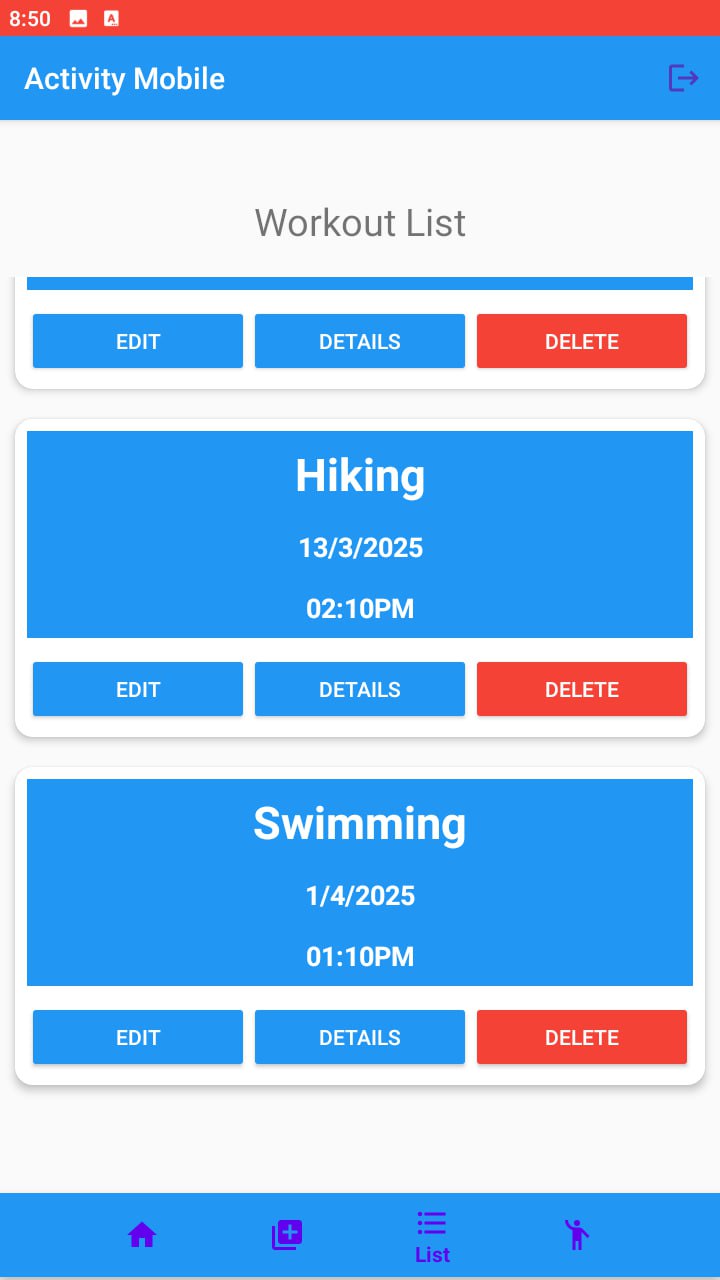 8:50
Activity Mobile
Workout List
EDIT DETAILS DELETE
Hiking
13/3/2025
02:10PM
EDIT DETAILS DELETE
Swimming
1/4/2025
01:10PM
EDIT DETAILS DELETE
List